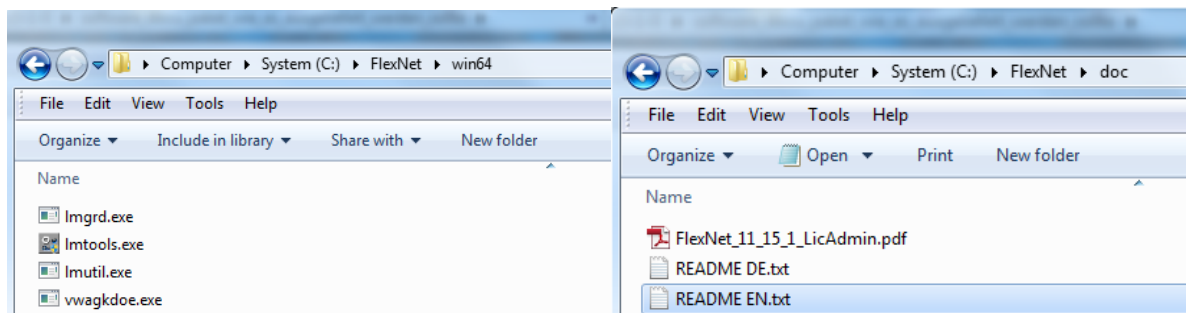 Computer System (C:) FlexNet win64
File Edit View Tools Help
Organize Include in library Share with New folder
Name
lmgrd.exe
lmtools.exe
lmutil.exe
vwagkdoe.exe
Computer System (C:) FlexNet doc
File Edit View Tools Help
Organize Open Print New folder
Name
FlexNet_11_15_1_LicAdmin.pdf
README DE.txt
README EN.txt